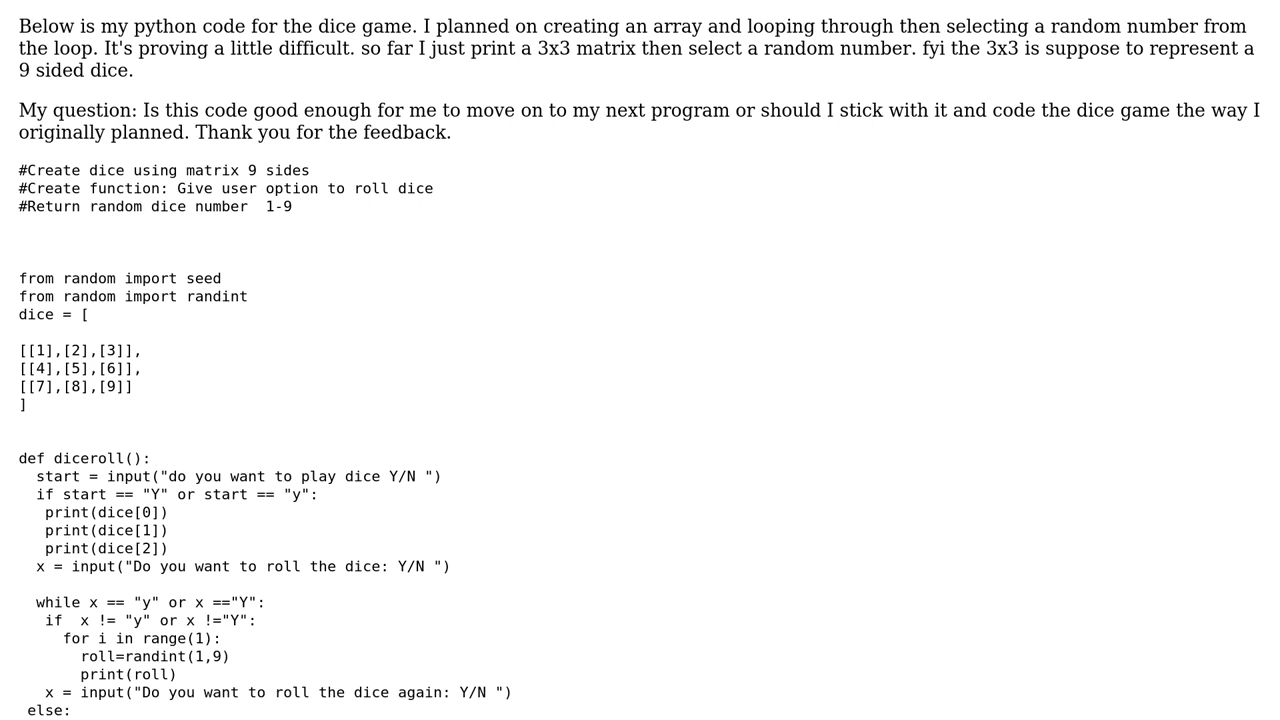 Below is my python code for the dice game. I planned on creating an array and looping through then selecting a random number from
the loop. It's proving a little difficult. so far I just print a 3x3 matrix then select a random number. fyi the 3x3 is suppose to represent a
9 sided dice.
My question: Is this code good enough for me to move on to my next program or should I stick with it and code the dice game the way I
originally planned. Thank you for the feedback.
#Create dice using matrix 9 sides
#Create function: Give user option to roll dice
#Return random dice number  1-9
from random import seed
from random import randint
dice = [
[[1],[2],[3]],
[[4],[5],[6]],
[[7],[8],[9]]
]
def diceroll():
  start = input("do you want to play dice Y/N ")
  if start == "Y" or start == "y":
   print(dice[0])
   print(dice[1])
   print(dice[2])
  x = input("Do you want to roll the dice: Y/N ")
  while x == "y" or x =="Y":
   if  x != "y" or x !="Y":
     for i in range(1):
       roll=randint(1,9)
       print(roll)
   x = input("Do you want to roll the dice again: Y/N ")
 else: